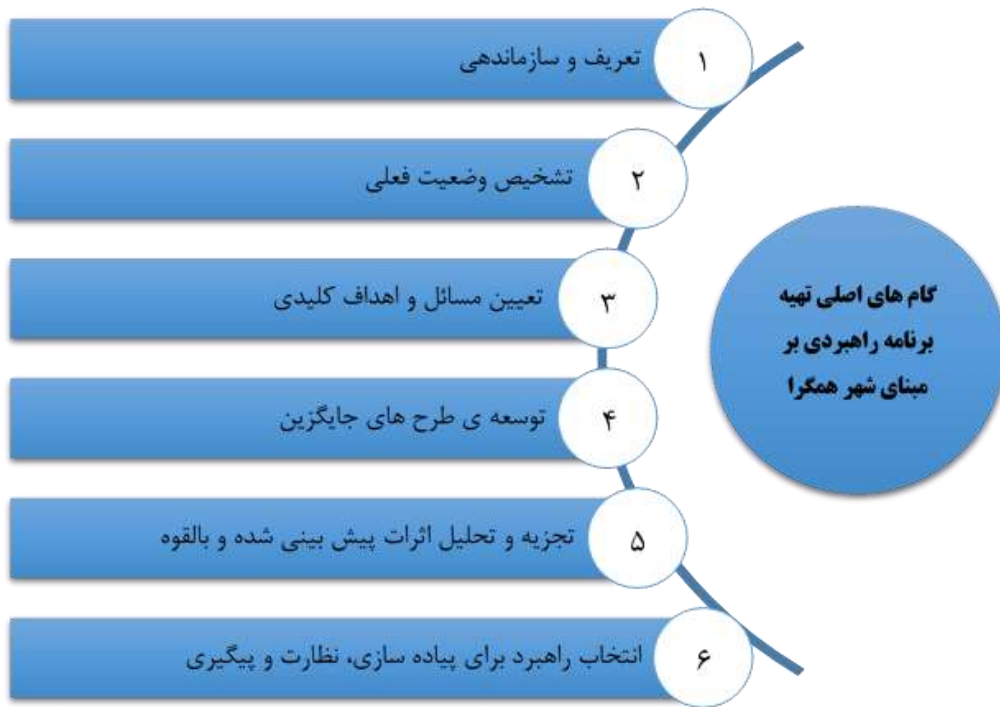 گام های اصلی تهیه
برنامه راهبردی بر
مبنای شهر همگرا
۱
تعریف و سازماندهی
۲
تشخیص وضعیت فعلی
۳
تعیین مسائل و اهداف کلیدی
۴
توسعه ی طرح های جایگزین
۵
تجزیه و تحلیل اثرات پیش بینی شده و بالقوه
۶
انتخاب راهبرد برای پیاده سازی، نظارت و پیگیری